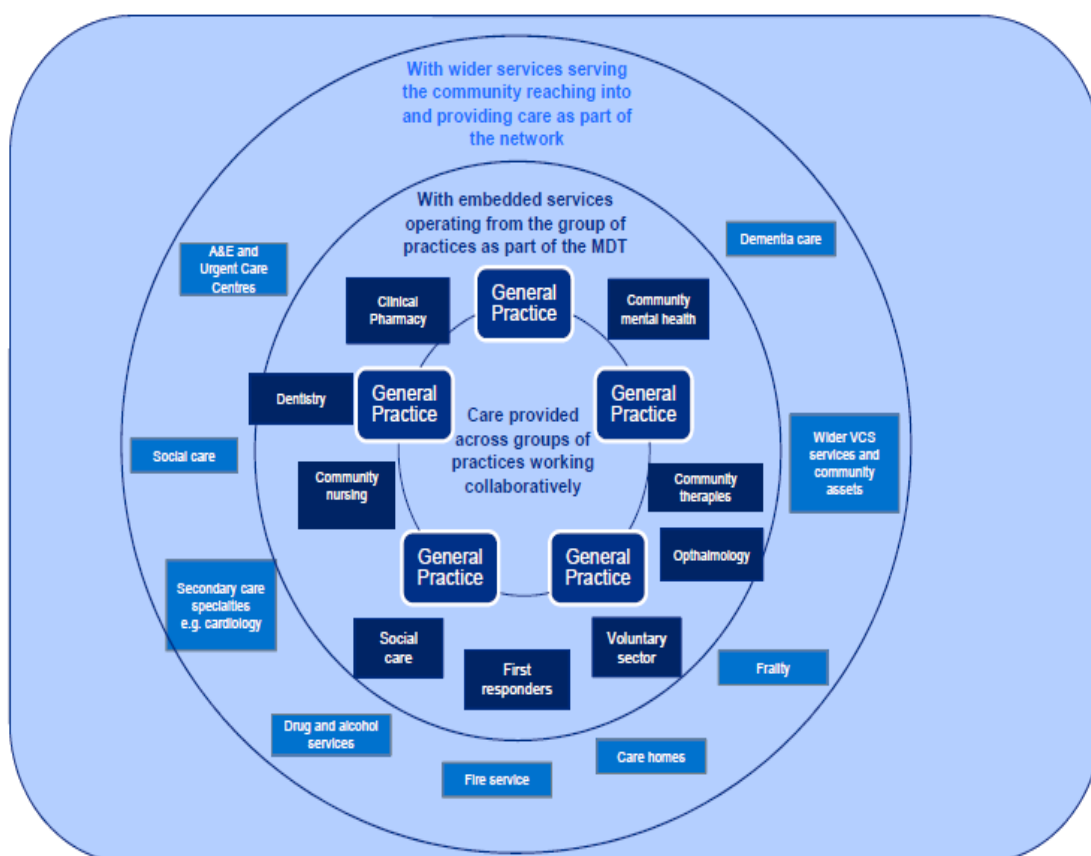 With wider services serving
the community reaching into
and providing care as part of
the network
With embedded services
operating from the group of
practices as part of the MDT
A&E and
Urgent Care
Centres
Dementia care
Clinical
Pharmacy
General
Practice
Community
mental health
Dentistry
General
Practice
General
Practice
Care provided
across groups of
practices working
collaboratively
Social care
Community
nursing
Community
therapies
Wider VCS
services and
community
assets
General
Practice
General
Practice
Opthalmology
Secondary care
specialties
e.g. cardiology
Social
care
First
responders
Voluntary
sector
Frailty
Drug and alcohol
services
Fire service
Care homes